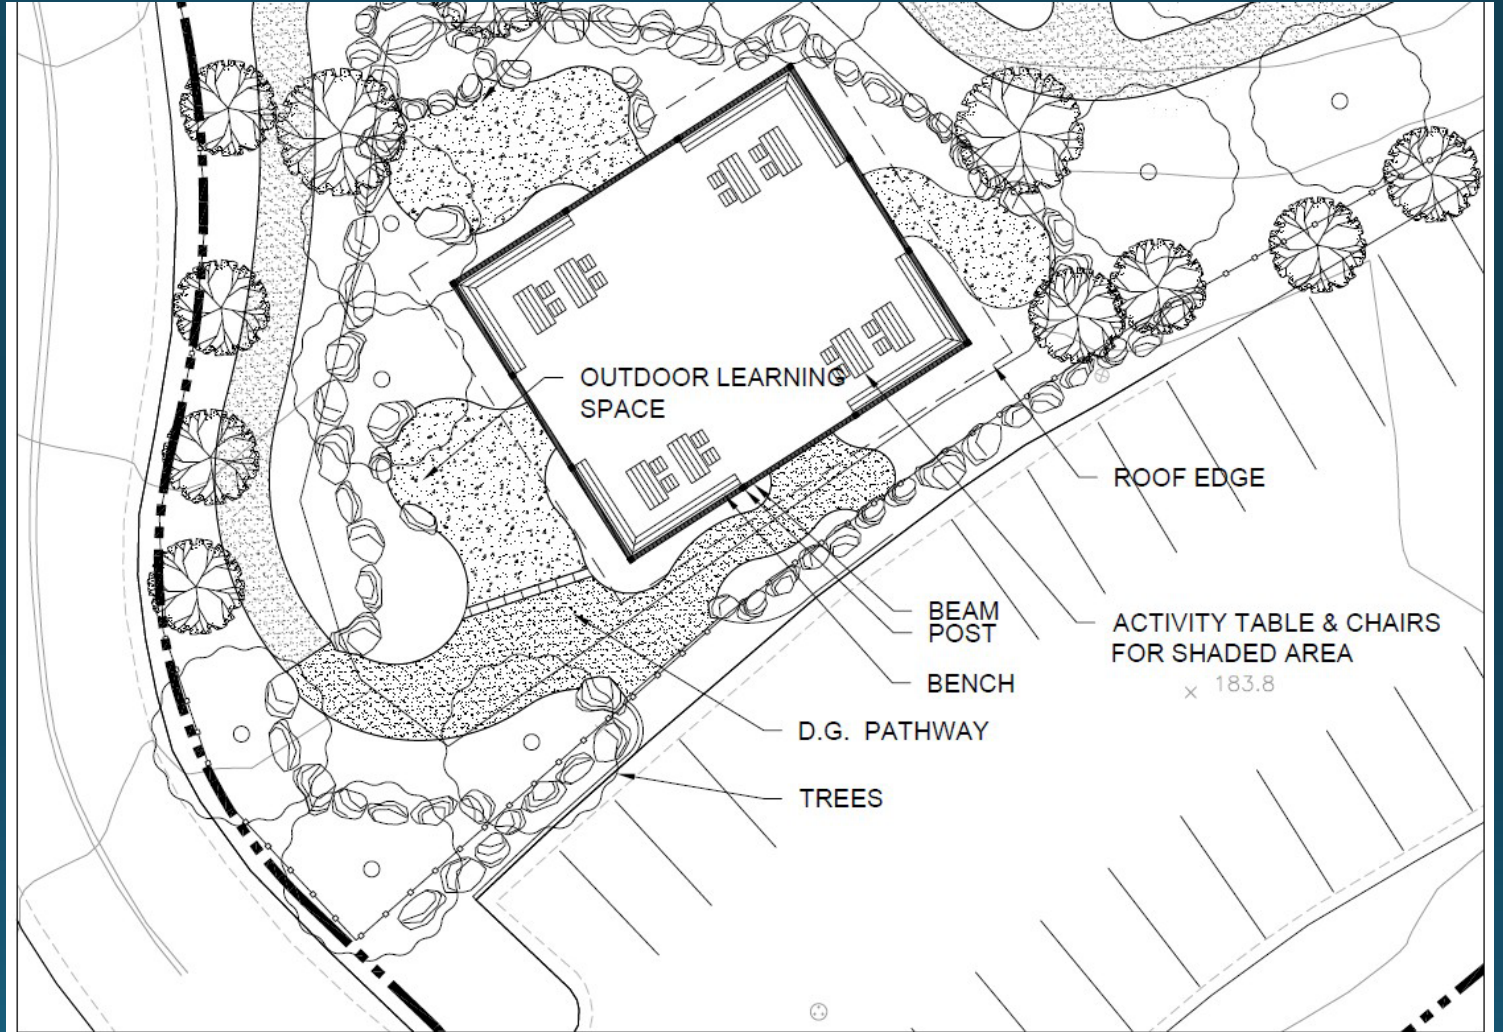 OUTDOOR LEARNING
SPACE
ROOF EDGE
BEAM
POST
ACTIVITY TABLE & CHAIRS
FOR SHADED AREA
183.8
BENCH
D.G. PATHWAY
TREES